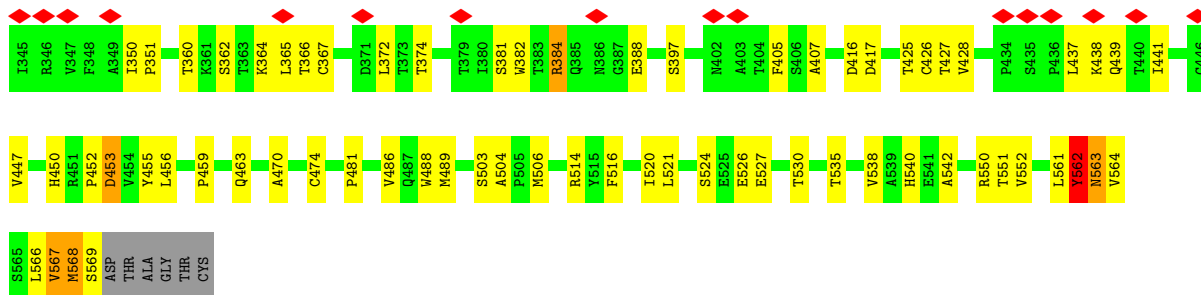 I345 R346 V347 F348 A349 I350 P351 T360 K361 S362 T363 K364 L365 T366 C367 D371 L372 T373 T374 T379 I380 S381 W382 T383 R384 Q385 N386 G387 E388 S397 N402 A403 T404 F405 S406 A407 D416 D417 T425 C426 T427 V428 P434 S435 P436 L437 K438 Q439 T440 I441
V447 H450 R451 P452 D453 V454 Y455 L456 P459 Q463 A470 C474 P481 V486 Q487 W488 M489 S503 A504 P505 M506 R514 Y515 F516 I520 L521 S524 E525 E526 E527 T530 T535 V538 A539 H540 E541 A542 R550 T551 V552 L561 Y562 N563 V564
S565 L566 V567 M568 S569 ASP THR ALA GLY THR CYS